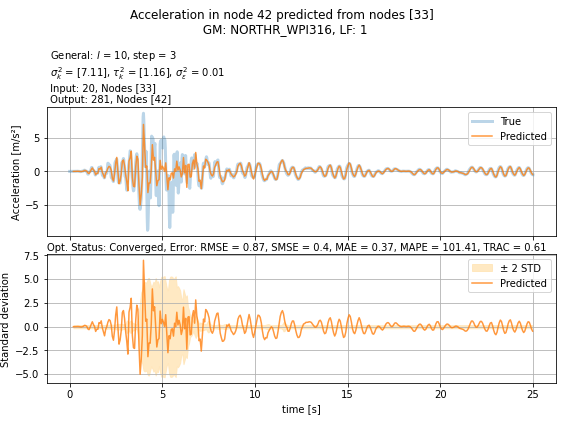 Acceleration in node 42 predicted from nodes [33]
GM: NORTHR_WPI316, LF: 1
General: l = 10, step = 3
σ²ₖ = [7.11], τ²ₖ = [1.16], σ²ε = 0.01
Input: 20, Nodes [33]
Output: 281, Nodes [42]
Acceleration [m/s²]
5
0
−5
True
Predicted
Opt. Status: Converged, Error: RMSE = 0.87, SMSE = 0.4, MAE = 0.37, MAPE = 101.41, TRAC = 0.61
Standard deviation
7.5
5.0
2.5
0.0
−2.5
−5.0
± 2 STD
Predicted
0 5 10 15 20 25
time [s]